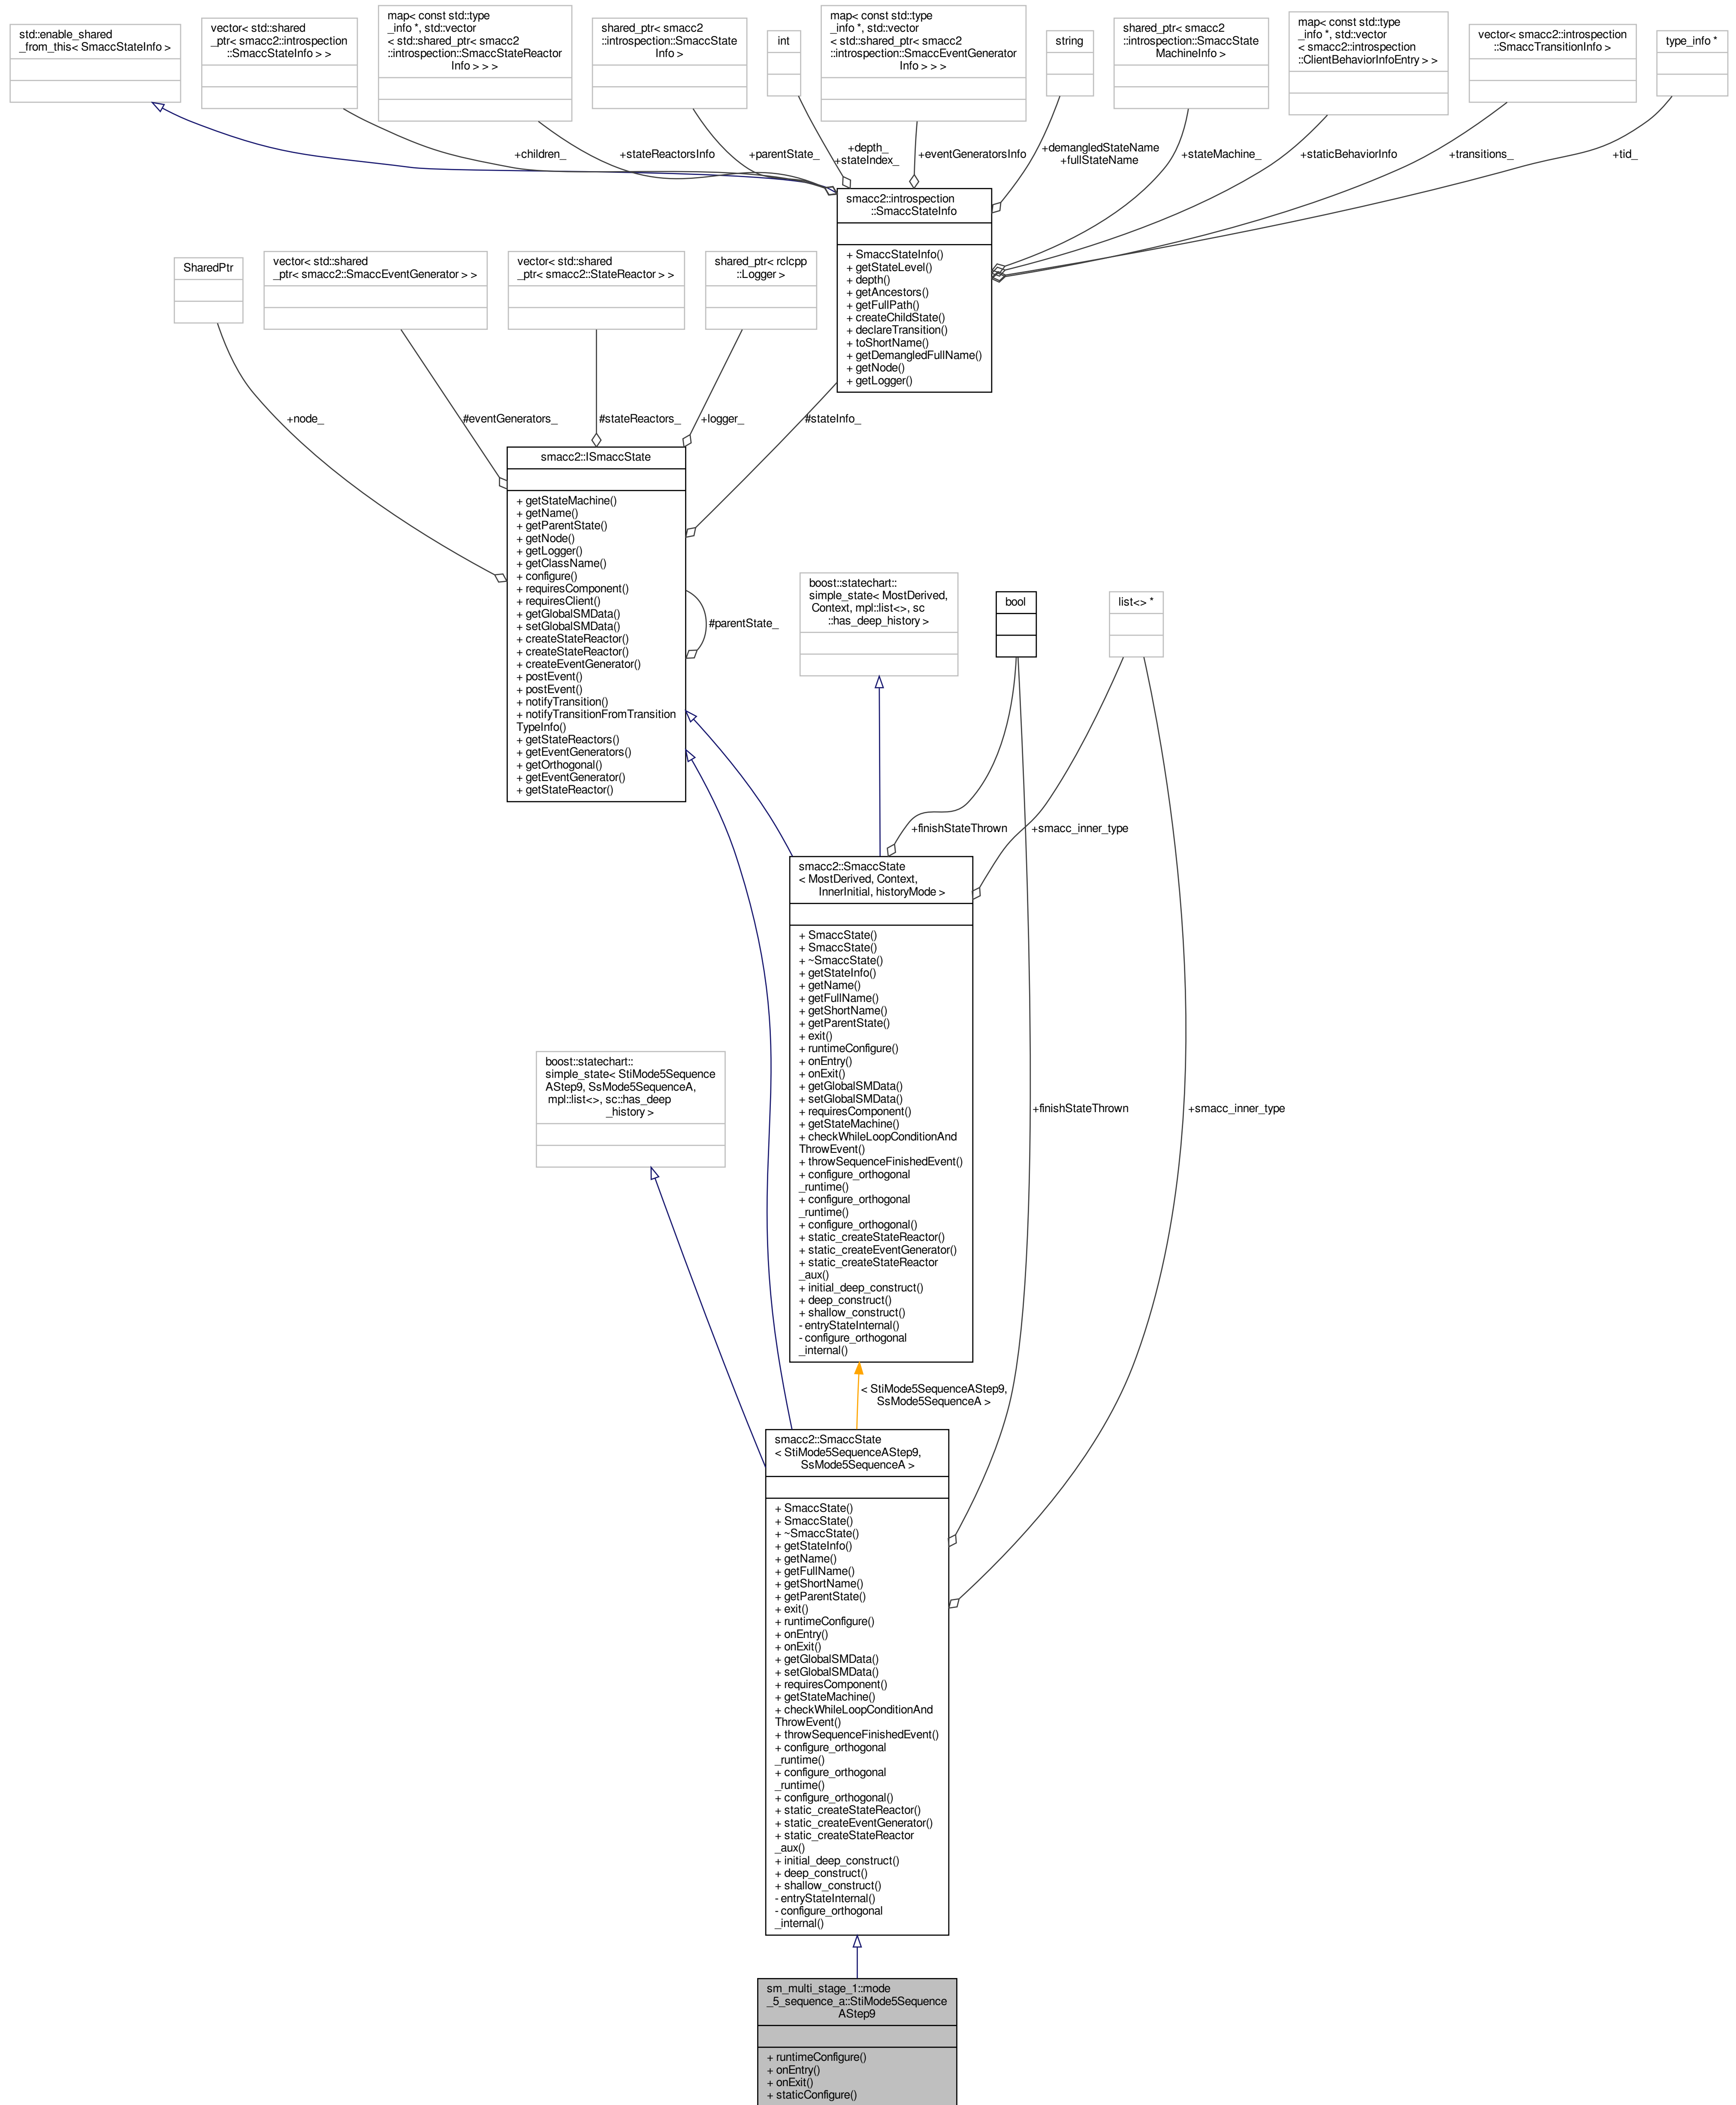 std::enable_shared
_from_this< SmaccStateInfo >
vector< std::shared
_ptr< smacc2::introspection
::SmaccStateInfo > >
map< const std::type
_info *, std::vector
< std::shared_ptr< smacc2
::introspection::SmaccStateReactor
Info > > >
shared_ptr< smacc2
::introspection::SmaccState
Info >
int
map< const std::type
_info *, std::vector
< std::shared_ptr< smacc2
::introspection::SmaccEventGenerator
Info > > >
string
shared_ptr< smacc2
::introspection::SmaccState
MachineInfo >
map< const std::type
_info *, std::vector
< smacc2::introspection
::ClientBehaviorInfoEntry > >
vector< smacc2::introspection
::SmaccTransitionInfo >
type_info *
+children_
+stateReactorsInfo
+parentState_
+depth_
+stateIndex_
+eventGeneratorsInfo
+demangledStateName
+fullStateName
+stateMachine_
+staticBehaviorInfo
+transitions_
+tid_
smacc2::introspection
::SmaccStateInfo
+ SmaccStateInfo()
+ getStateLevel()
+ depth()
+ getAncestors()
+ getFullPath()
+ createChildState()
+ declareTransition()
+ toShortName()
+ getDemangledFullName()
+ getNode()
+ getLogger()
SharedPtr
vector< std::shared
_ptr< smacc2::SmaccEventGenerator > >
vector< std::shared
_ptr< smacc2::StateReactor > >
shared_ptr< rclcpp
::Logger >
+node_
#eventGenerators_
#stateReactors_
+logger_
#stateInfo_
smacc2::ISmaccState
+ getStateMachine()
+ getName()
+ getParentState()
+ getNode()
+ getLogger()
+ getClassName()
+ configure()
+ requiresComponent()
+ requiresClient()
+ getGlobalSMData()
+ setGlobalSMData()
+ createStateReactor()
+ createStateReactor()
+ createEventGenerator()
+ postEvent()
+ postEvent()
+ notifyTransition()
+ notifyTransitionFromTransition
TypeInfo()
+ getStateReactors()
+ getEventGenerators()
+ getOrthogonal()
+ getEventGenerator()
+ getStateReactor()
#parentState_
boost::statechart::
simple_state< MostDerived,
Context, mpl::list<>, sc
::has_deep_history >
bool
list<> *
+finishStateThrown
+smacc_inner_type
smacc2::SmaccState
< MostDerived, Context,
InnerInitial, historyMode >
+ SmaccState()
+ SmaccState()
+ ~SmaccState()
+ getStateInfo()
+ getName()
+ getFullName()
+ getShortName()
+ getParentState()
+ exit()
+ runtimeConfigure()
+ onEntry()
+ onExit()
+ getGlobalSMData()
+ setGlobalSMData()
+ requiresComponent()
+ getStateMachine()
+ checkWhileLoopConditionAnd
ThrowEvent()
+ throwSequenceFinishedEvent()
+ configure_orthogonal
_runtime()
+ configure_orthogonal
_runtime()
+ configure_orthogonal()
+ static_createStateReactor()
+ static_createEventGenerator()
+ static_createStateReactor
_aux()
+ initial_deep_construct()
+ deep_construct()
+ shallow_construct()
- entryStateInternal()
- configure_orthogonal
_internal()
boost::statechart::
simple_state< StiMode5Sequence
AStep9, SsMode5SequenceA,
mpl::list<>, sc::has_deep
_history >
+finishStateThrown
+smacc_inner_type
< StiMode5SequenceAStep9,
SsMode5SequenceA >
smacc2::SmaccState
< StiMode5SequenceAStep9,
SsMode5SequenceA >
+ SmaccState()
+ SmaccState()
+ ~SmaccState()
+ getStateInfo()
+ getName()
+ getFullName()
+ getShortName()
+ getParentState()
+ exit()
+ runtimeConfigure()
+ onEntry()
+ onExit()
+ getGlobalSMData()
+ setGlobalSMData()
+ requiresComponent()
+ getStateMachine()
+ checkWhileLoopConditionAnd
ThrowEvent()
+ throwSequenceFinishedEvent()
+ configure_orthogonal
_runtime()
+ configure_orthogonal
_runtime()
+ configure_orthogonal()
+ static_createStateReactor()
+ static_createEventGenerator()
+ static_createStateReactor
_aux()
+ initial_deep_construct()
+ deep_construct()
+ shallow_construct()
- entryStateInternal()
- configure_orthogonal
_internal()
sm_multi_stage_1::mode
_5_sequence_a::StiMode5Sequence
AStep9
+ runtimeConfigure()
+ onEntry()
+ onExit()
+ staticConfigure()